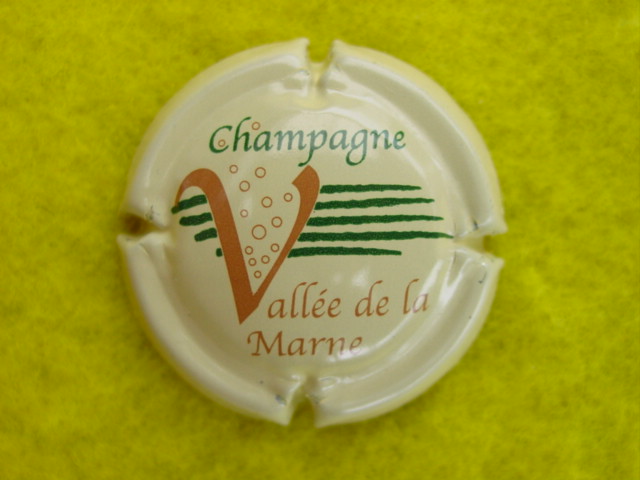 Champagne
Vallée de la
Marne